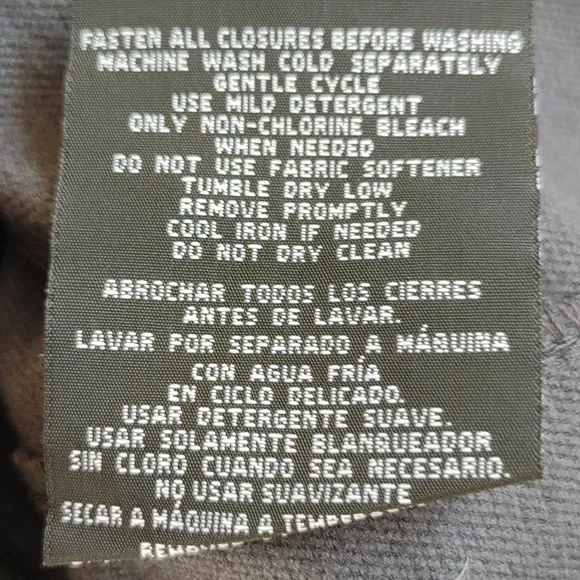 FASTEN ALL CLOSURES BEFORE WASHING
MACHINE WASH COLD SEPARATELY
GENTLE CYCLE
USE MILD DETERGENT
ONLY NON-CHLORINE BLEACH
WHEN NEEDED
DO NOT USE FABRIC SOFTENER
TUMBLE DRY LOW
REMOVE PROMPTLY
COOL IRON IF NEEDED
DO NOT DRY CLEAN
ABROCHAR TODOS LOS CIERRES
ANTES DE LAVAR.
LAVAR POR SEPARADO A MÁQUINA
CON AGUA FRÍA
EN CICLO DELICADO.
USAR DETERGENTE SUAVE.
USAR SOLAMENTE BLANQUEADOR
SIN CLORO CUANDO SEA NECESARIO.
NO USAR SUAVIZANTE
SECAR A MÁQUINA A